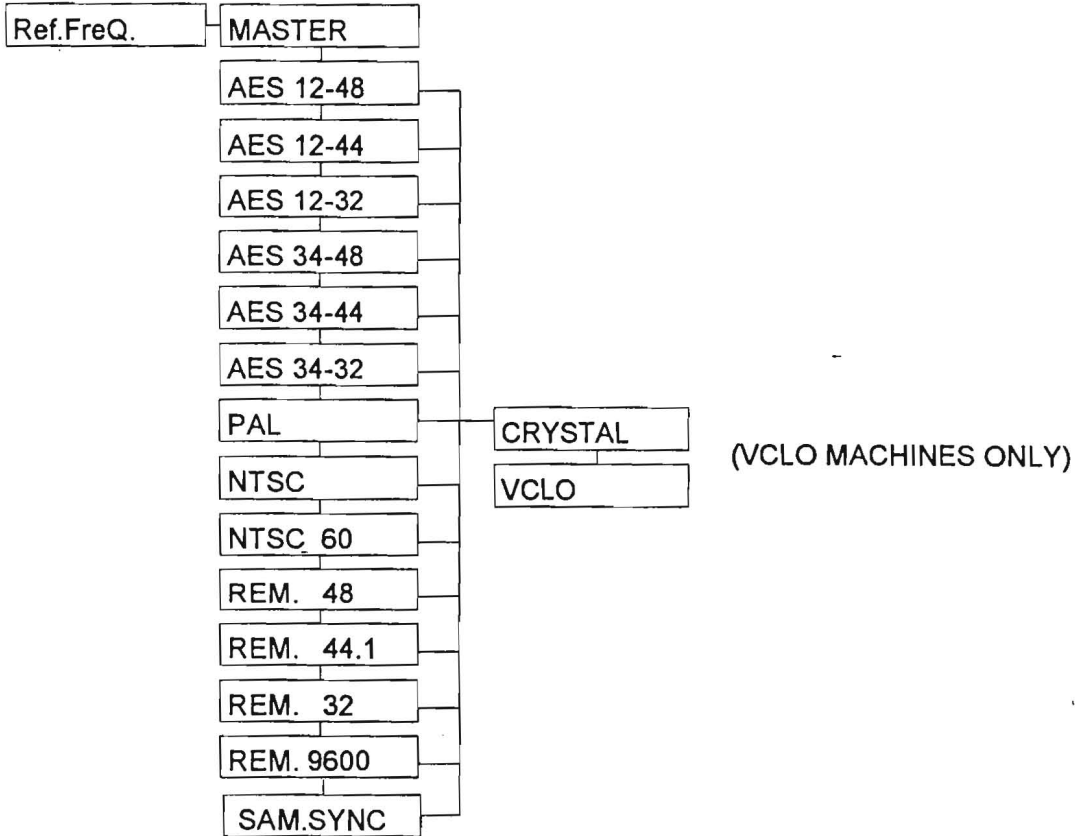 Ref.FreQ.
MASTER
AES 12-48
AES 12-44
AES 12-32
AES 34-48
AES 34-44
AES 34-32
PAL
CRYSTAL
(VCLO MACHINES ONLY)
VCLO
NTSC
NTSC 60
REM. 48
REM. 44.1
REM. 32
REM. 9600
SAM.SYNC